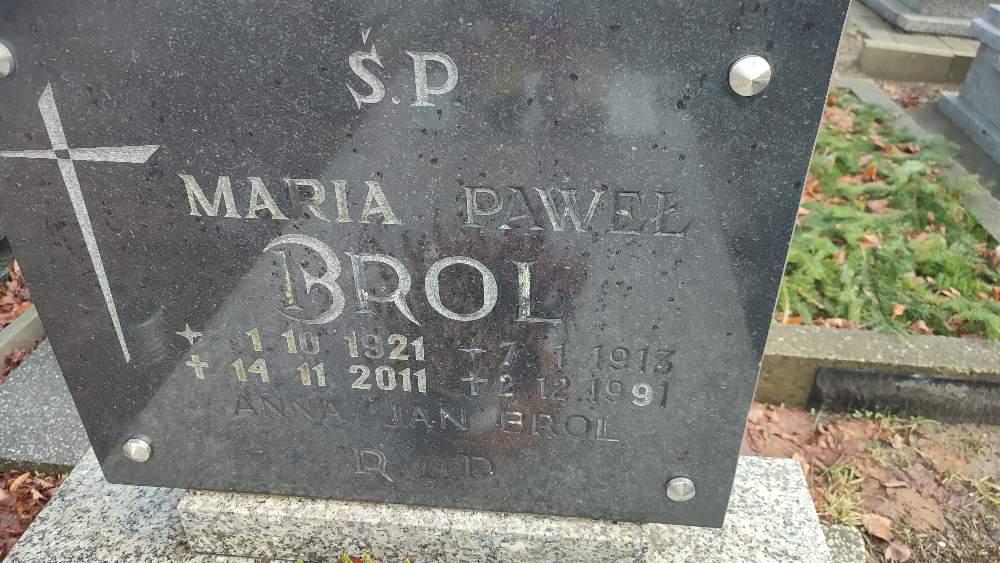 Ś.P.
MARIA PAWEŁ
BROL
1 10 1921 7 1 1913
14 11 2011 2 12 1991
ANNA JAN BROL